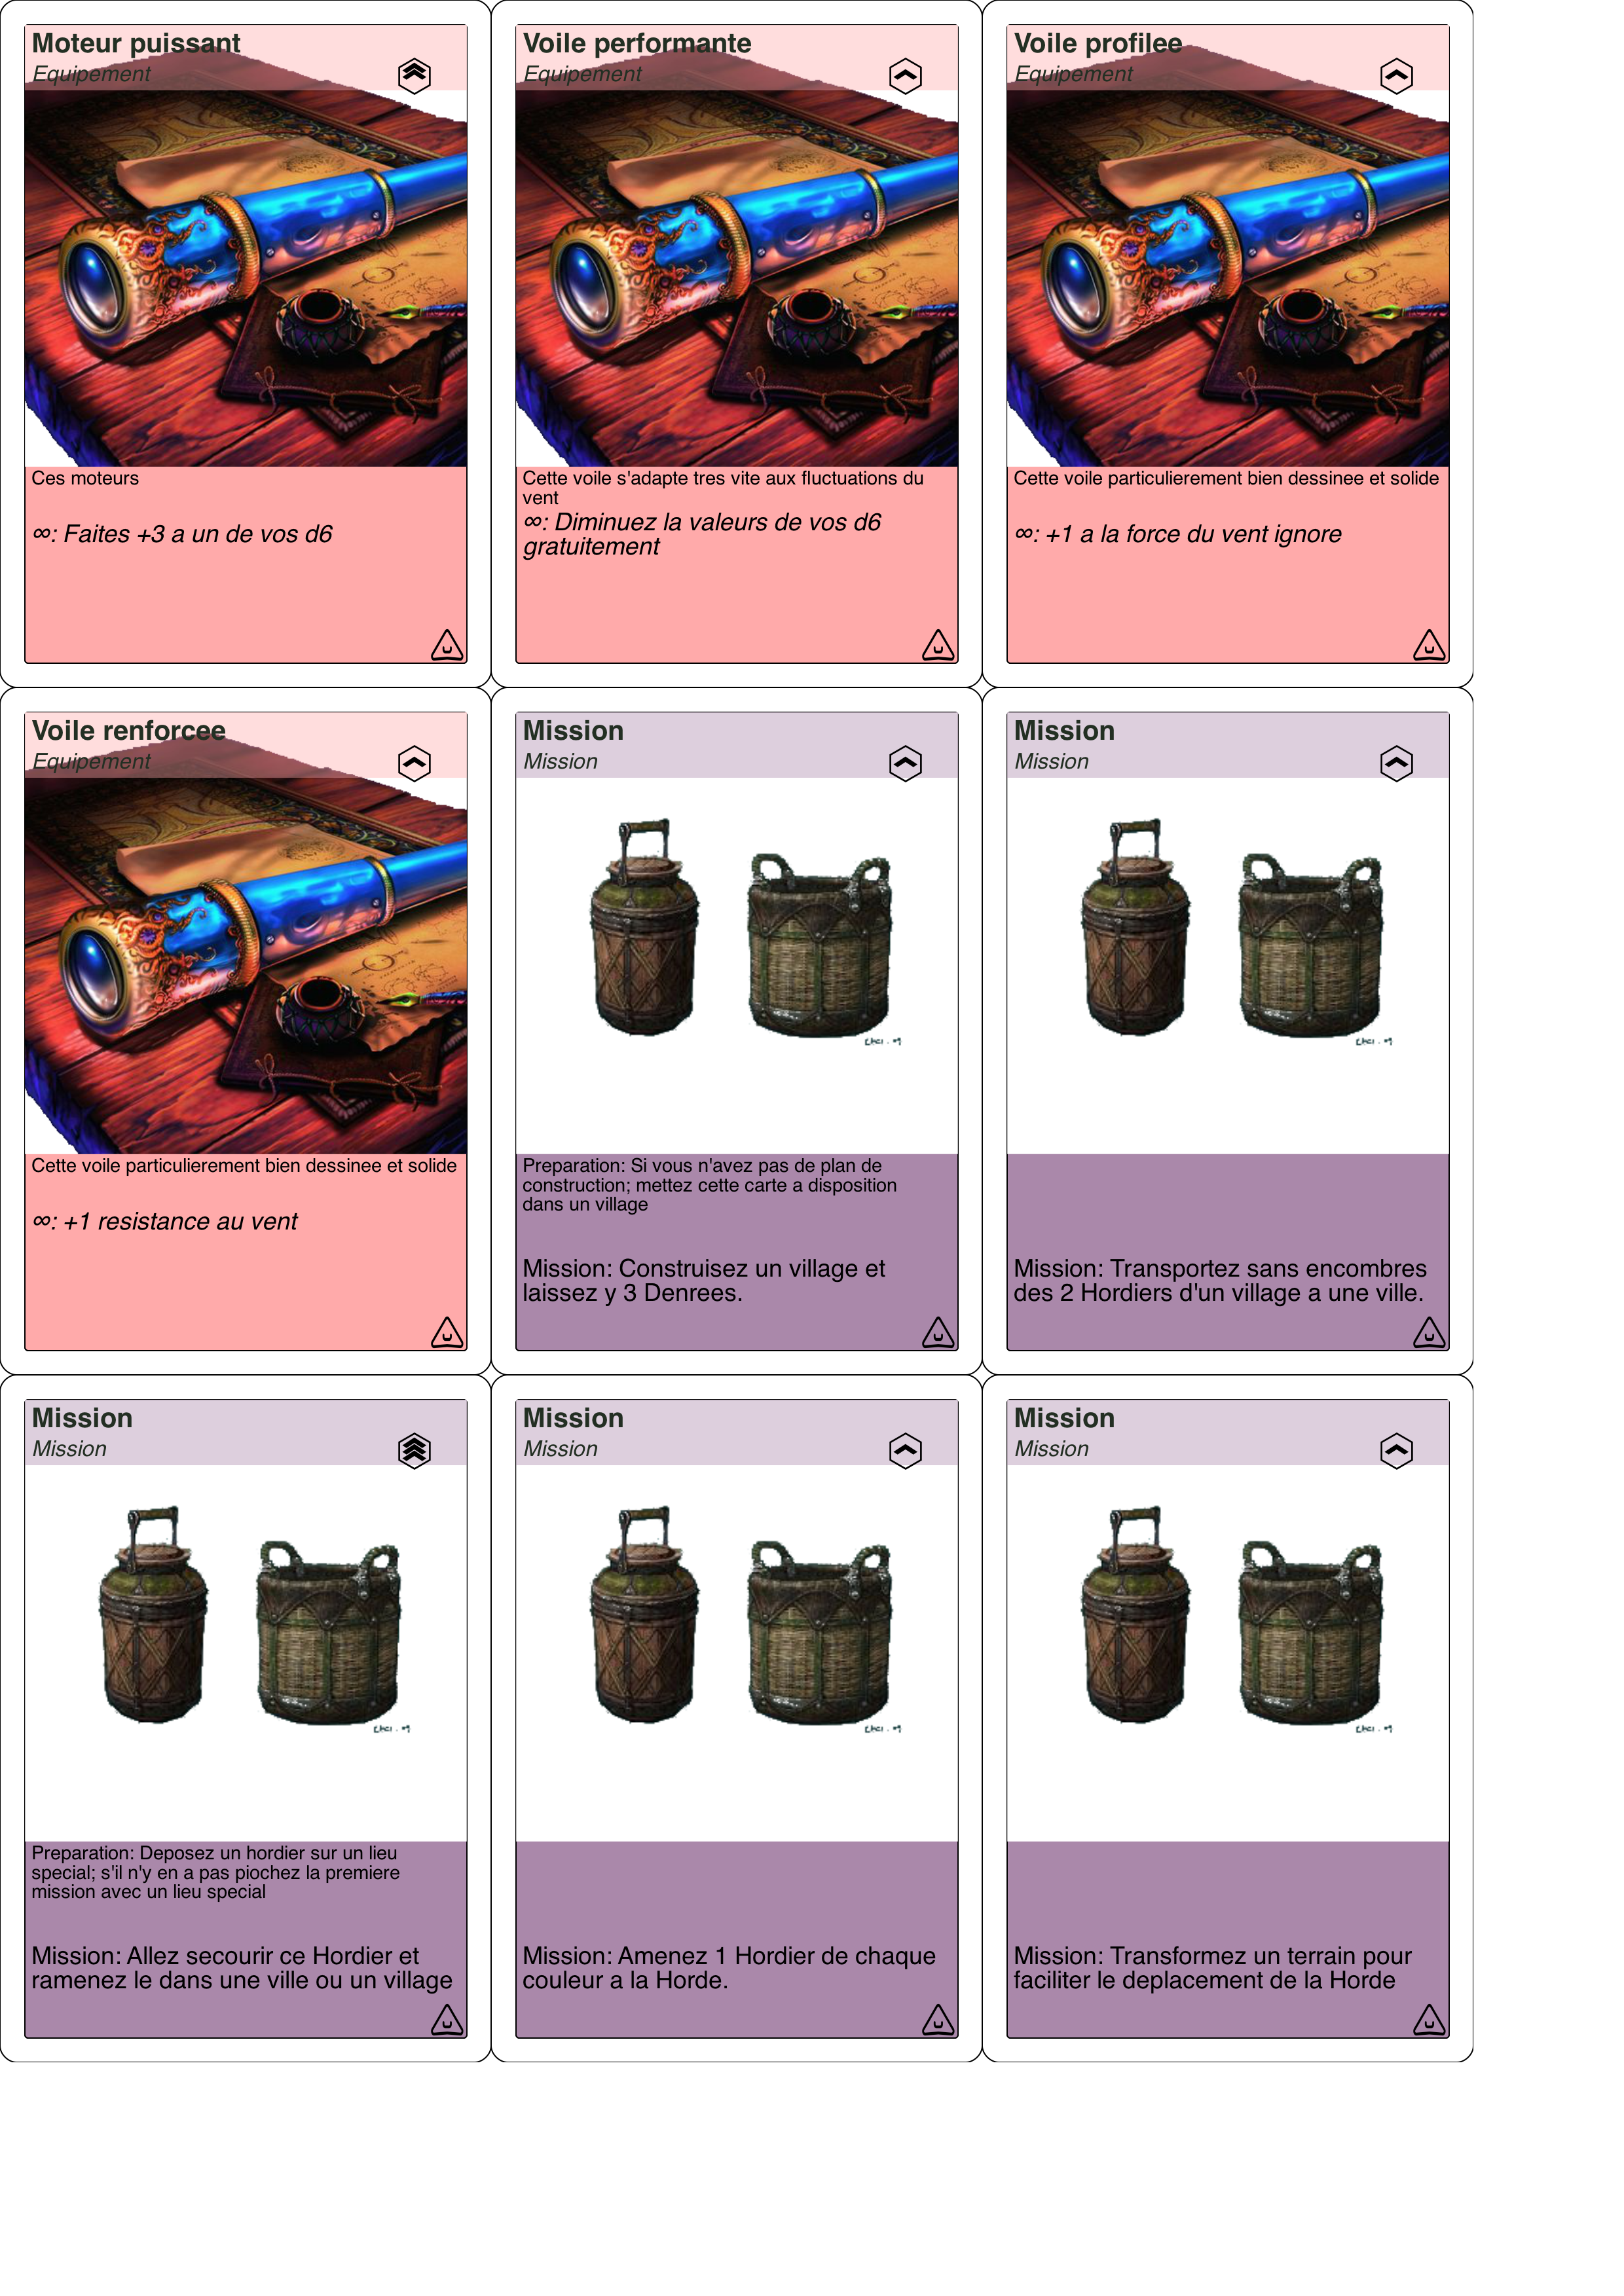 Moteur puissant
Equipement
Ces moteurs
∞: Faites +3 a un de vos d6
Voile performante
Equipement
Cette voile s'adapte tres vite aux fluctuations du
vent
∞: Diminuez la valeurs de vos d6
gratuitement
Voile profilee
Equipement
Cette voile particulierement bien dessinee et solide
∞: +1 a la force du vent ignore
Voile renforcee
Equipement
Cette voile particulierement bien dessinee et solide
∞: +1 resistance au vent
Mission
Mission
Preparation: Si vous n'avez pas de plan de
construction; mettez cette carte a disposition
dans un village
Mission: Construisez un village et
laissez y 3 Denrees.
Mission
Mission
Mission: Transportez sans encombres
des 2 Hordiers d'un village a une ville.
Mission
Mission
Preparation: Deposez un hordier sur un lieu
special; s'il n'y en a pas piochez la premiere
mission avec un lieu special
Mission: Allez secourir ce Hordier et
ramenez le dans une ville ou un village
Mission
Mission
Mission: Amenez 1 Hordier de chaque
couleur a la Horde.
Mission
Mission
Mission: Transformez un terrain pour
faciliter le deplacement de la Horde